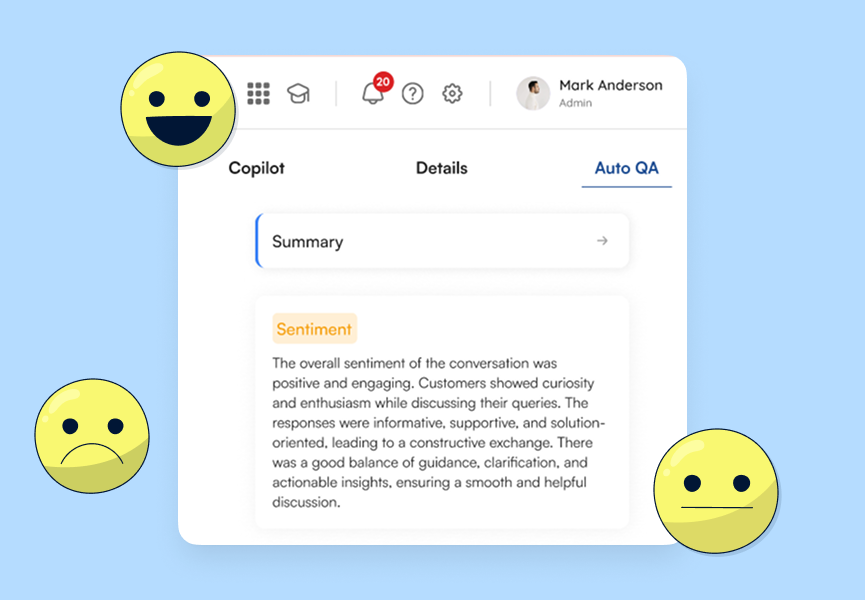 20
Mark Anderson
Admin
Copilot
Details
Auto QA
Summary
Sentiment
The overall sentiment of the conversation was
positive and engaging. Customers showed curiosity
and enthusiasm while discussing their queries. The
responses were informative, supportive, and solution-
oriented, leading to a constructive exchange. There
was a good balance of guidance, clarification, and
actionable insights, ensuring a smooth and helpful
discussion.